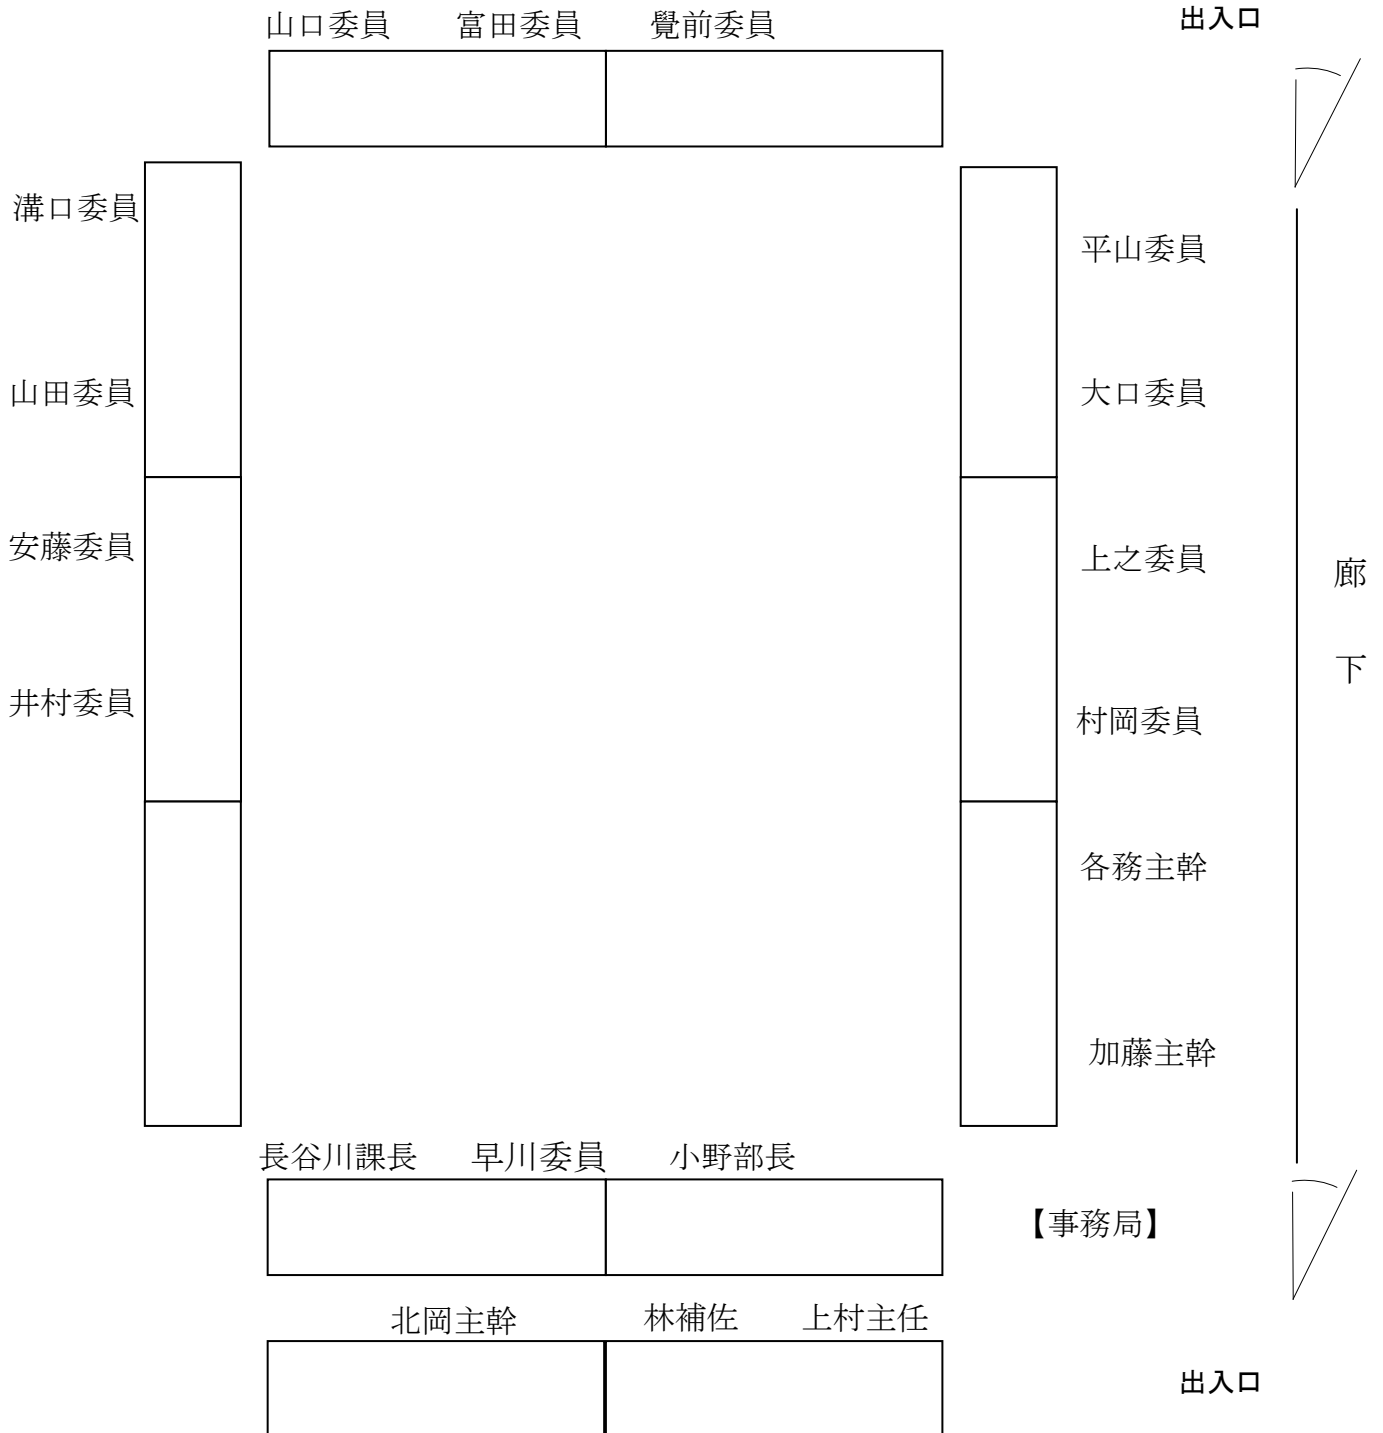 山口委員 富田委員 覺前委員 出入口
溝口委員
平山委員
山田委員 大口委員
安藤委員 上之委員
廊
下
井村委員 村岡委員
各務主幹
加藤主幹
長谷川課長 早川委員 小野部長
【事務局】
北岡主幹 林補佐 上村主任
出入口